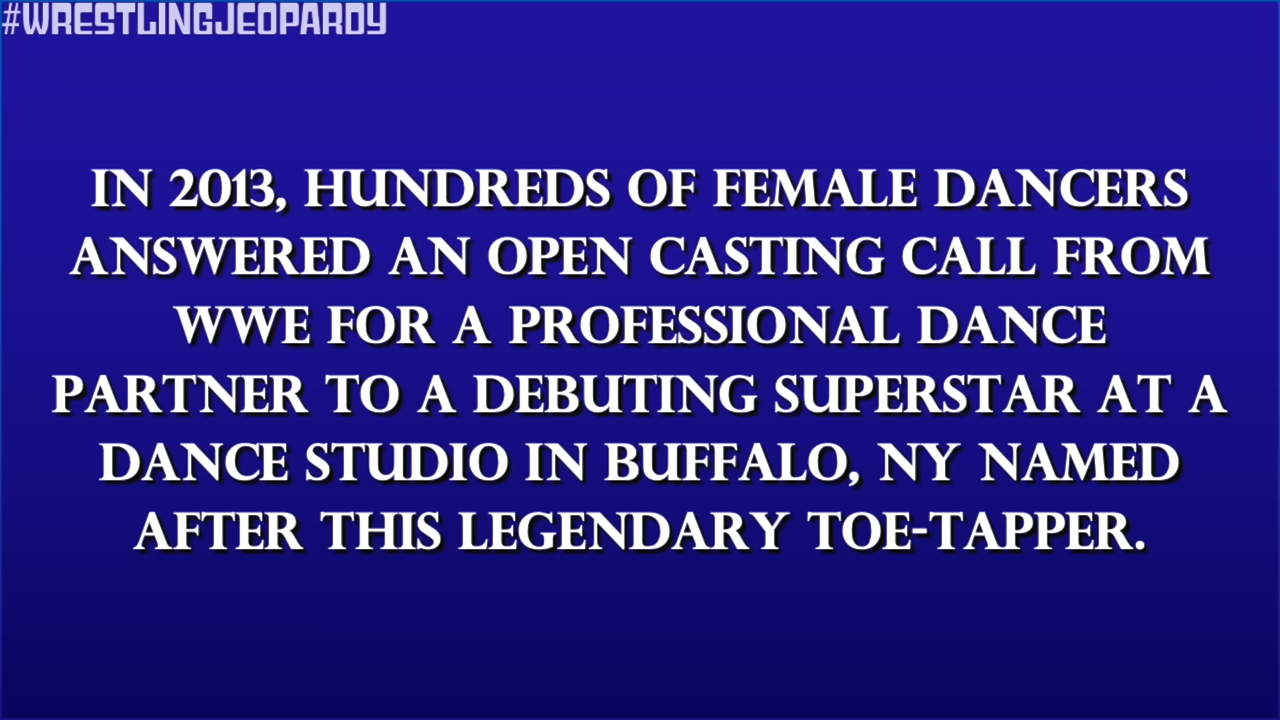 #WRESTLINGJEOPARDY
IN 2013, HUNDREDS OF FEMALE DANCERS
ANSWERED AN OPEN CASTING CALL FROM
WWE FOR A PROFESSIONAL DANCE
PARTNER TO A DEBUTING SUPERSTAR AT A
DANCE STUDIO IN BUFFALO, NY NAMED
AFTER THIS LEGENDARY TOE-TAPPER.